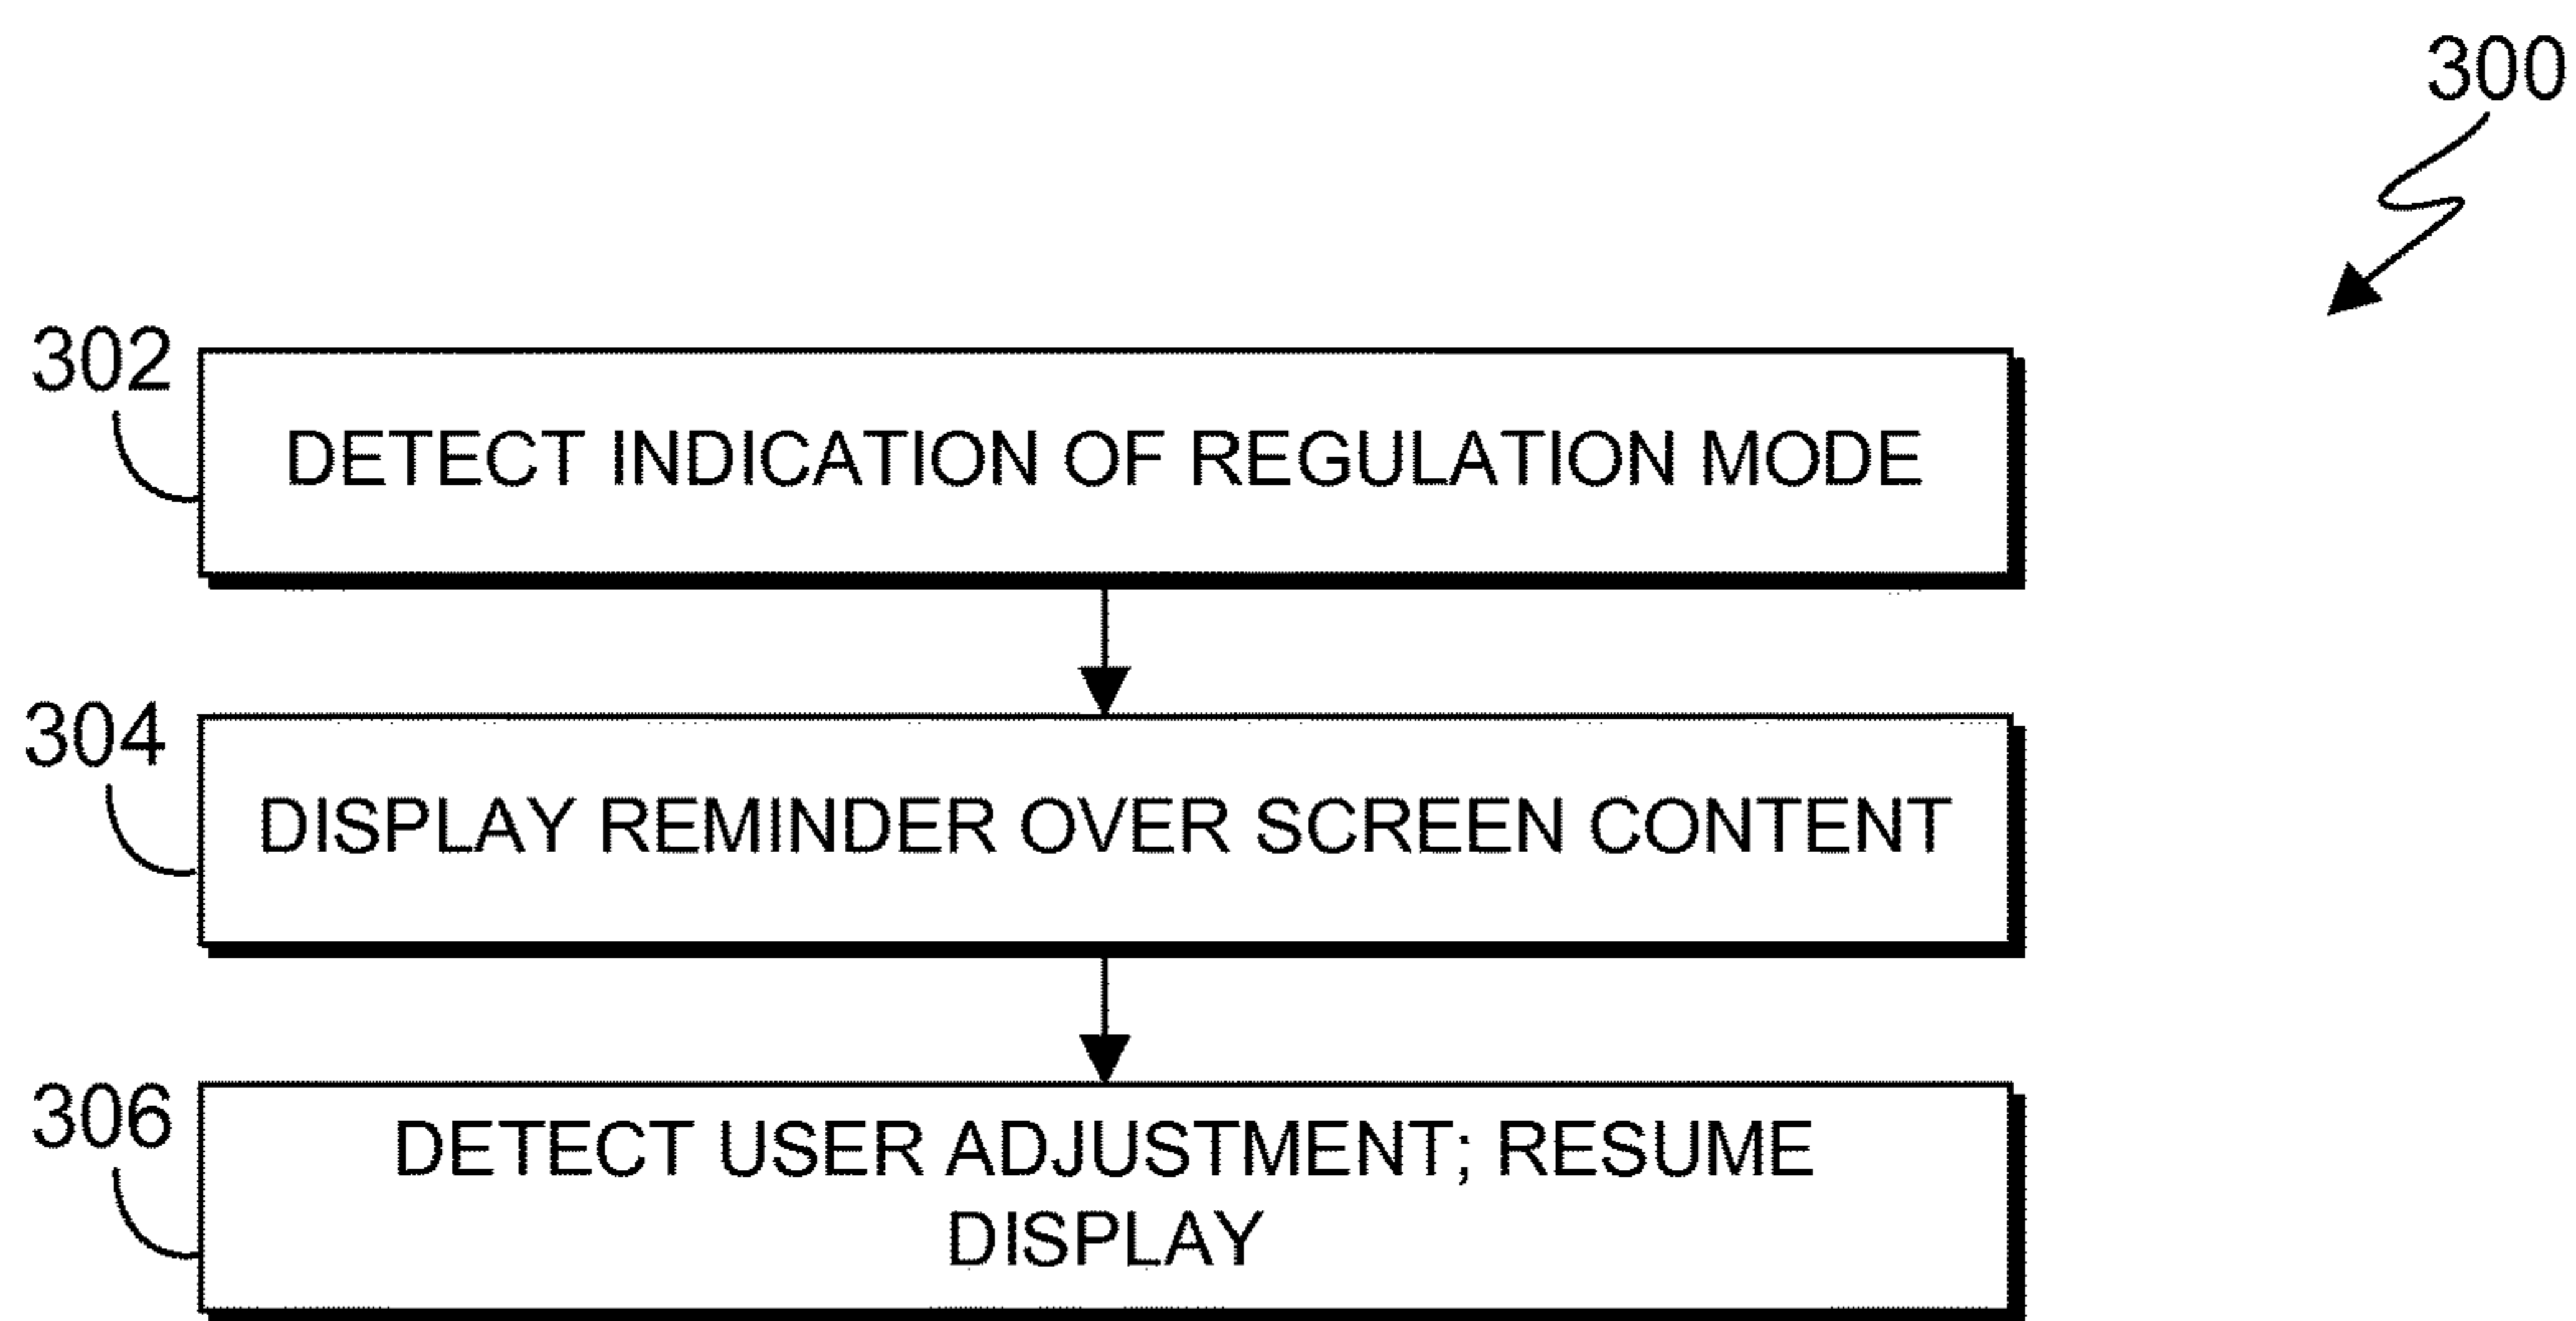 300
302
DETECT INDICATION OF REGULATION MODE
304
DISPLAY REMINDER OVER SCREEN CONTENT
306
DETECT USER ADJUSTMENT; RESUME
DISPLAY